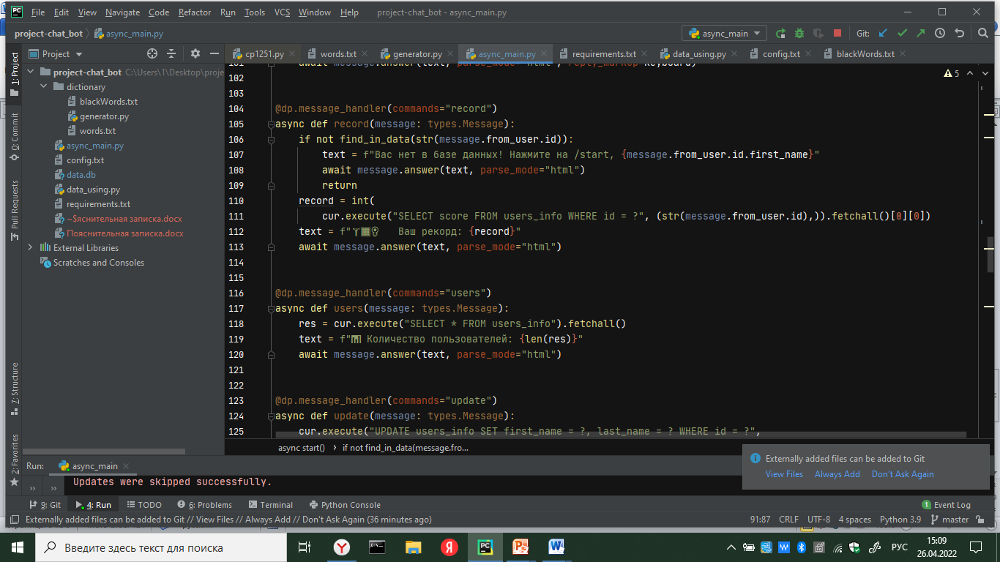 File Edit View Navigate Code Refactor Run Tools VCS Git Window Help project-chat_bot - async_main.py
project-chat_bot async_main.py async_main Git:
1: Project
0: Commit
Pull Requests
7: Structure
2: Favorites
Project
project-chat_bot C:\Users\1\Desktop\proje
dictionary
blackWords.txt
generator.py
words.txt
async_main.py
config.txt
data.db
data_using.py
requirements.txt
~$яснительная записка.docx
Пояснительная записка.docx
External Libraries
Scratches and Consoles
cp1251.py words.txt generator.py async_main.py requirements.txt data_using.py config.txt blackWords.txt
5
101 await message.answer(text, parse_mode="html", reply_markup=keyboard)
102
103
104 @dp.message_handler(commands="record")
105 async def record(message: types.Message):
106 if not find_in_data(str(message.from_user.id)):
107 text = f"Вас нет в базе данных! Нажмите на /start, {message.from_user.id.first_name}"
108 await message.answer(text, parse_mode="html")
109 return
110 record = int(
111 cur.execute("SELECT score FROM users_info WHERE id = ?", (str(message.from_user.id),)).fetchall()[0][0])
112 text = f" Ваш рекорд: {record}"
113 await message.answer(text, parse_mode="html")
114
115
116 @dp.message_handler(commands="users")
117 async def users(message: types.Message):
118 res = cur.execute("SELECT * FROM users_info").fetchall()
119 text = f"📊 Количество пользователей: {len(res)}"
120 await message.answer(text, parse_mode="html")
121
122
123 @dp.message_handler(commands="update")
124 async def update(message: types.Message):
125 cur.execute("UPDATE users_info SET first_name = ?, last_name = ? WHERE id = ?",
async start() if not find_in_data(message.fro...
Run: async_main
Updates were skipped successfully.
Externally added files can be added to Git
View Files Always Add Don't Ask Again
9: Git 4: Run TODO 6: Problems Terminal Python Console 1 Event Log
Externally added files can be added to Git // View Files // Always Add // Don't Ask Again (36 minutes ago) 91:87 CRLF UTF-8 4 spaces Python 3.9 master
Введите здесь текст для поиска
РУС
15:09
26.04.2022